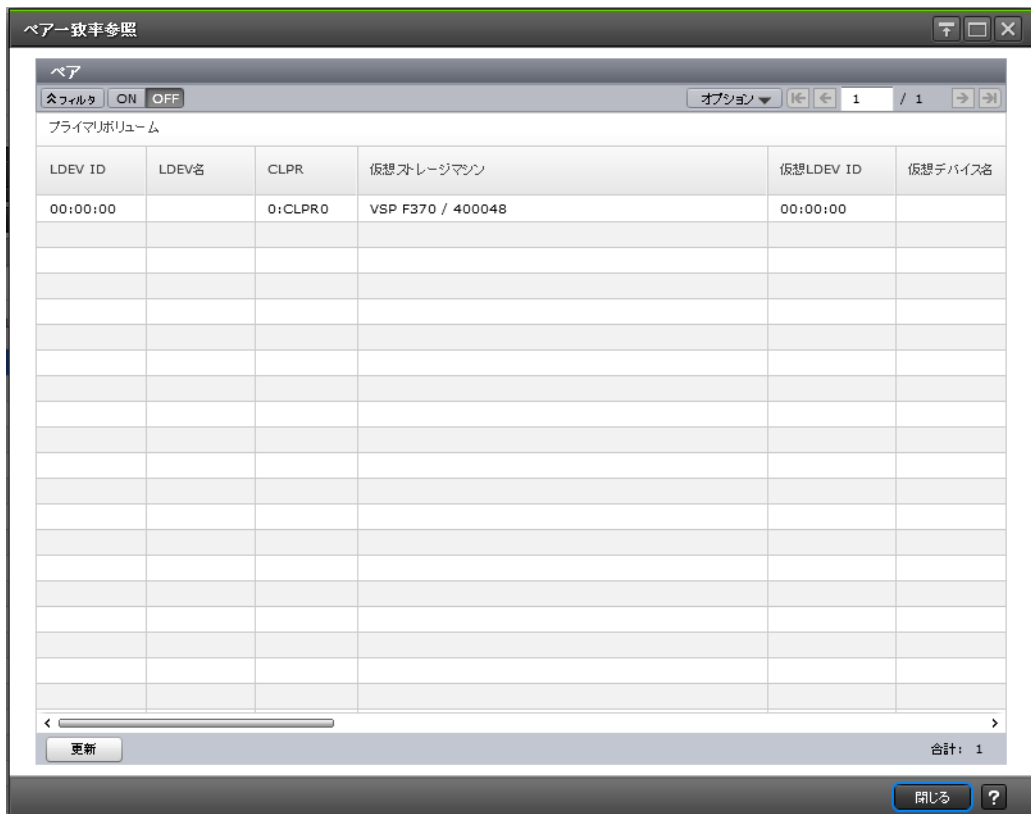 ペアー致率参照
ペア
フィルタ ON OFF オプション 1 / 1
プライマリボリューム
LDEV ID LDEV名 CLPR 仮想ストレージマシン 仮想LDEV ID 仮想デバイス名
00:00:00 0:CLPR0 VSP F370 / 400048 00:00:00
更新 合計: 1
閉じる ?